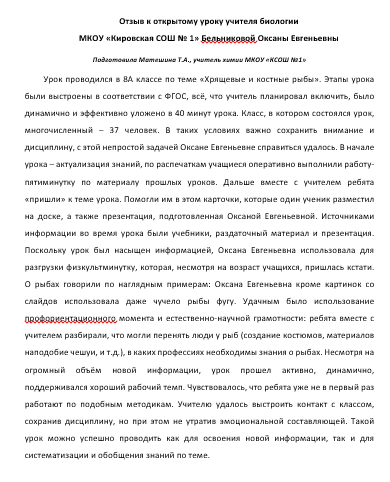 Отзыв к открытому уроку учителя биологии
МКОУ «Кировская СОШ № 1» Бельниковой Оксаны Евгеньевны
Подготовила Матешина Т.А., учитель химии МКОУ «КСОШ №1»
Урок проводился в 8А классе по теме «Хрящевые и костные рыбы». Этапы урока
были выстроены в соответствии с ФГОС, всё, что учитель планировал включить, было
динамично и эффективно уложено в 40 минут урока. Класс, в котором состоялся урок,
многочисленный – 37 человек. В таких условиях важно сохранить внимание и
дисциплину, с этой непростой задачей Оксане Евгеньевне справиться удалось. В начале
урока – актуализация знаний, по распечаткам учащиеся оперативно выполнили работу-
пятиминутку по материалу прошлых уроков. Дальше вместе с учителем ребята
«пришли» к теме урока. Помогли им в этом карточки, которые один ученик разместил
на доске, а также презентация, подготовленная Оксаной Евгеньевной. Источниками
информации во время урока были учебники, раздаточный материал и презентация.
Поскольку урок был насыщен информацией, Оксана Евгеньевна использовала для
разгрузки физкультминутку, которая, несмотря на возраст учащихся, пришлась кстати.
О рыбах говорили по наглядным примерам: Оксана Евгеньевна кроме картинок со
слайдов использовала даже чучело рыбы фугу. Удачным было использование
профориентационного момента и естественно-научной грамотности: ребята вместе с
учителем разбирали, что могли перенять люди у рыб (создание костюмов, материалов
наподобие чешуи, и т.д.), в каких профессиях необходимы знания о рыбах. Несмотря на
огромный объём новой информации, урок прошел активно, динамично,
поддерживался хороший рабочий темп. Чувствовалось, что ребята уже не в первый раз
работают по подобным методикам. Учителю удалось выстроить контакт с классом,
сохранив дисциплину, но при этом не утратив эмоциональной составляющей. Такой
урок можно успешно проводить как для освоения новой информации, так и для
систематизации и обобщения знаний по теме.